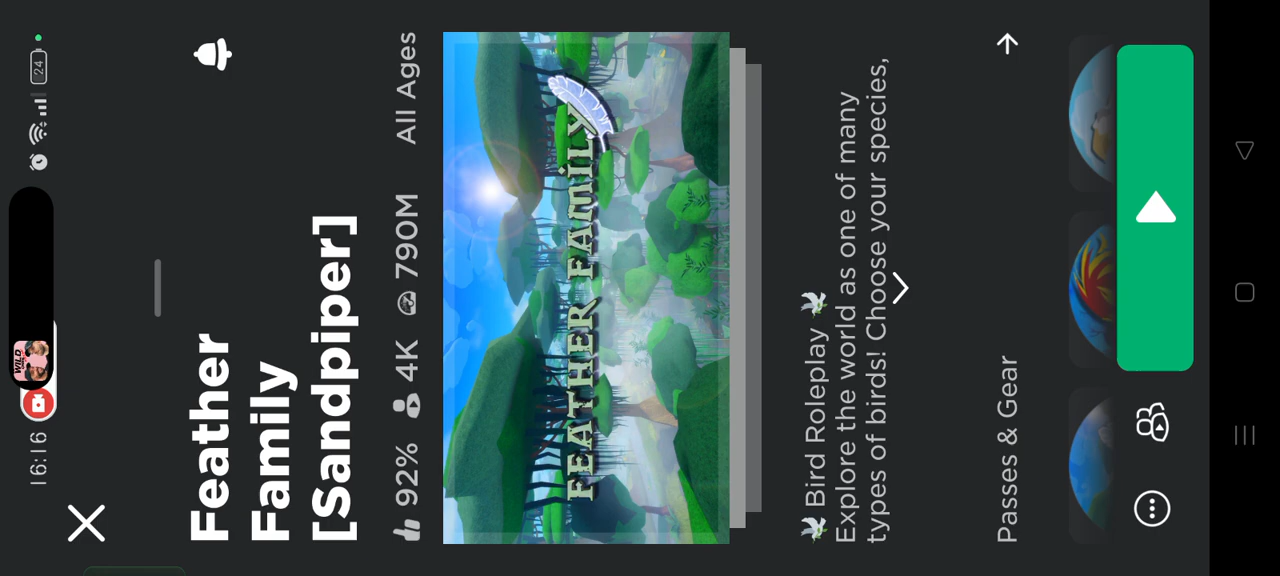 16:16
WILD
24
Feather
Family
[Sandpiper]
92% 4K 790M All Ages
FEATHER FAMILY
🕊️ Bird Roleplay 🕊️
Explore the world as one of many
types of birds! Choose your species,
Passes & Gear